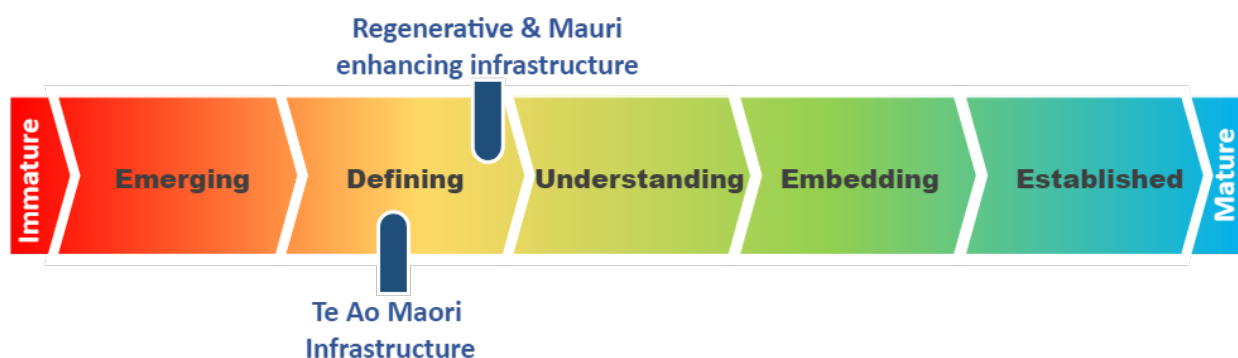 Regenerative & Mauri
enhancing infrastructure
Immature
Emerging
Defining
Understanding
Embedding
Established
Mature
Te Ao Maori
Infrastructure